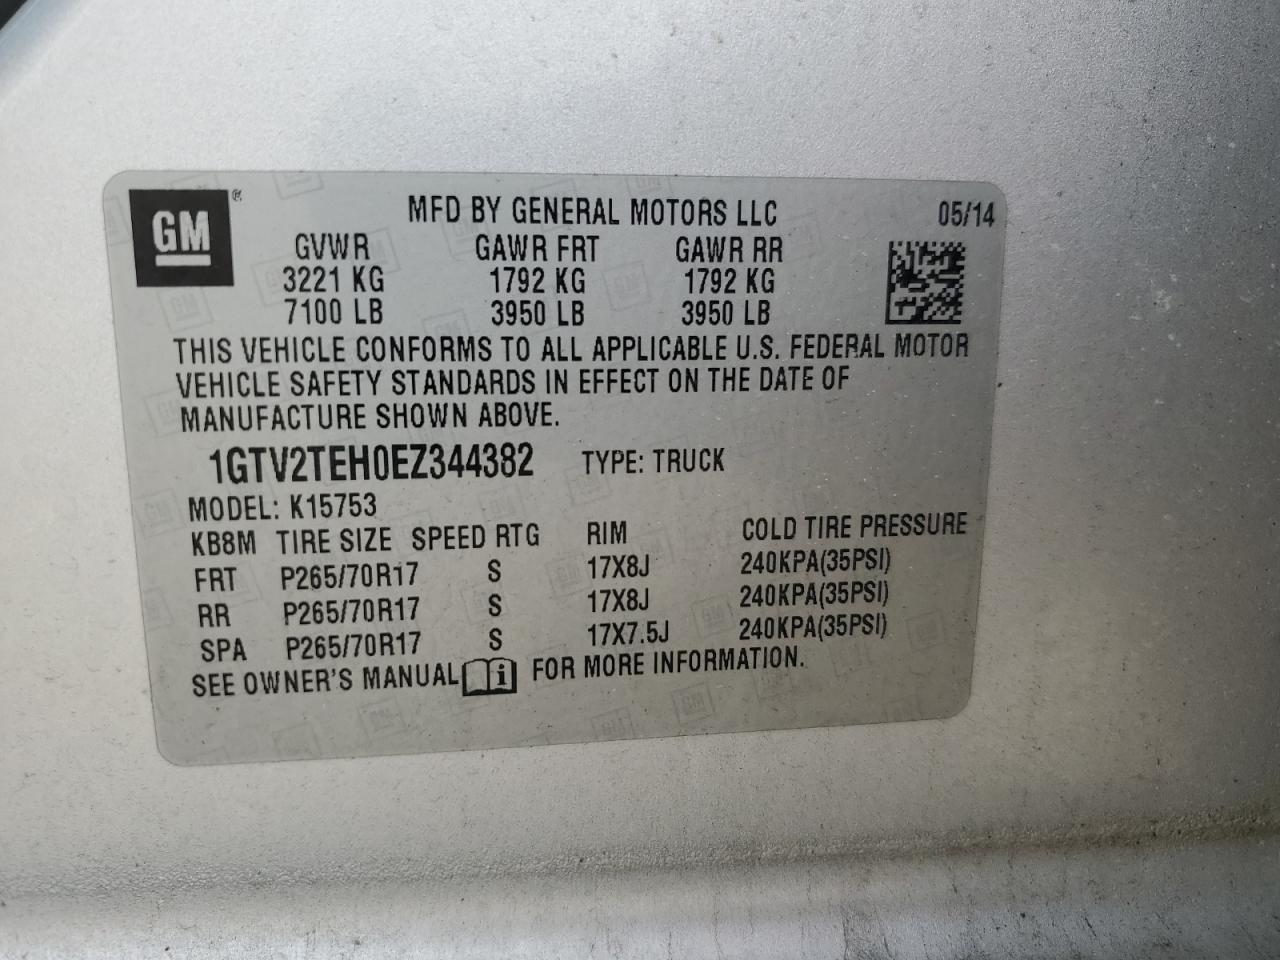 GM ®
MFD BY GENERAL MOTORS LLC 05/14
GVWR GAWR FRT GAWR RR
3221 KG 1792 KG 1792 KG
7100 LB 3950 LB 3950 LB
THIS VEHICLE CONFORMS TO ALL APPLICABLE U.S. FEDERAL MOTOR
VEHICLE SAFETY STANDARDS IN EFFECT ON THE DATE OF
MANUFACTURE SHOWN ABOVE.
1GTV2TEH0EZ344382 TYPE: TRUCK
MODEL: K15753
KB8M TIRE SIZE SPEED RTG RIM COLD TIRE PRESSURE
FRT P265/70R17 S 17X8J 240KPA(35PSI)
RR P265/70R17 S 17X8J 240KPA(35PSI)
SPA P265/70R17 S 17X7.5J 240KPA(35PSI)
SEE OWNER'S MANUAL FOR MORE INFORMATION.